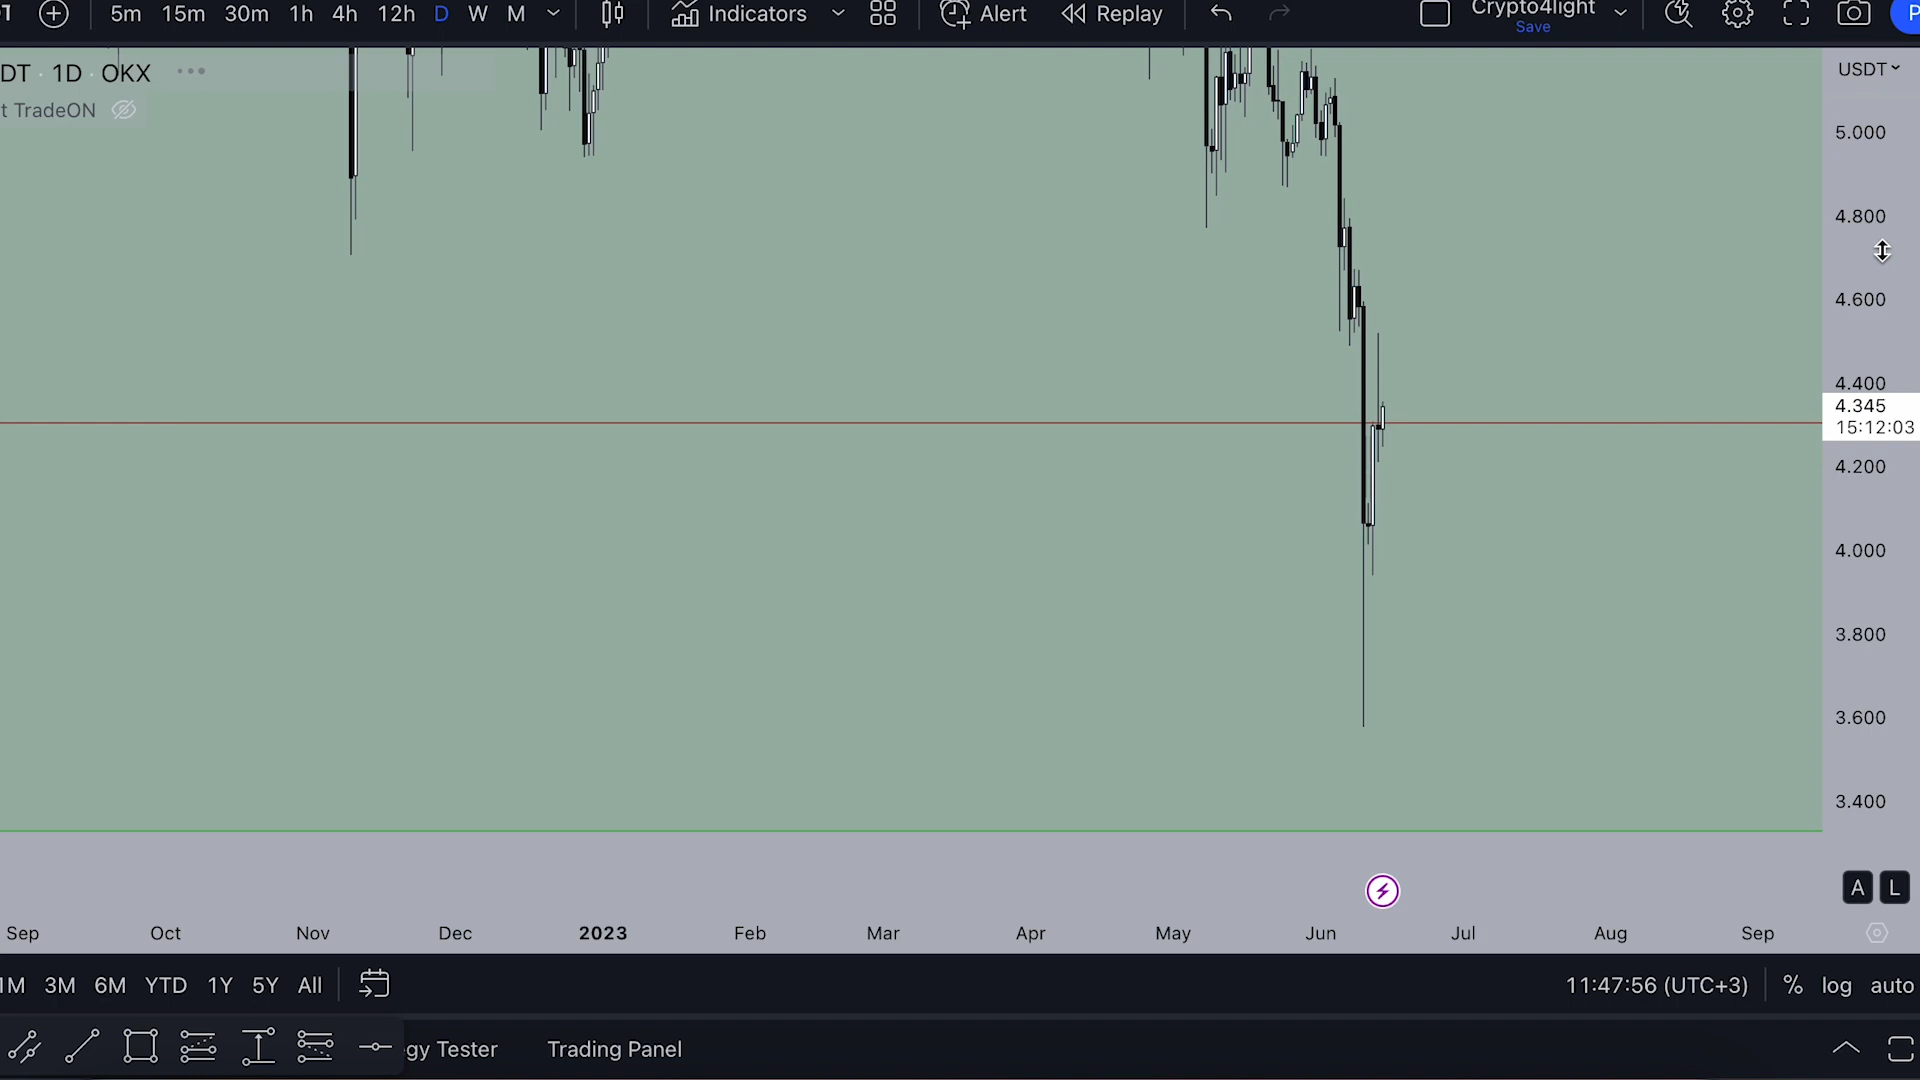 5m 15m 30m 1h 4h 12h D W M Indicators Alert Replay Crypto4light
Save
DT · 1D · OKX
t TradeON
USDT
5.000
4.800
4.600
4.400
4.345
15:12:03
4.200
4.000
3.800
3.600
3.400
A L
Sep Oct Nov Dec 2023 Feb Mar Apr May Jun Jul Aug Sep
1M 3M 6M YTD 1Y 5Y All 11:47:56 (UTC+3) % log auto
gy Tester Trading Panel